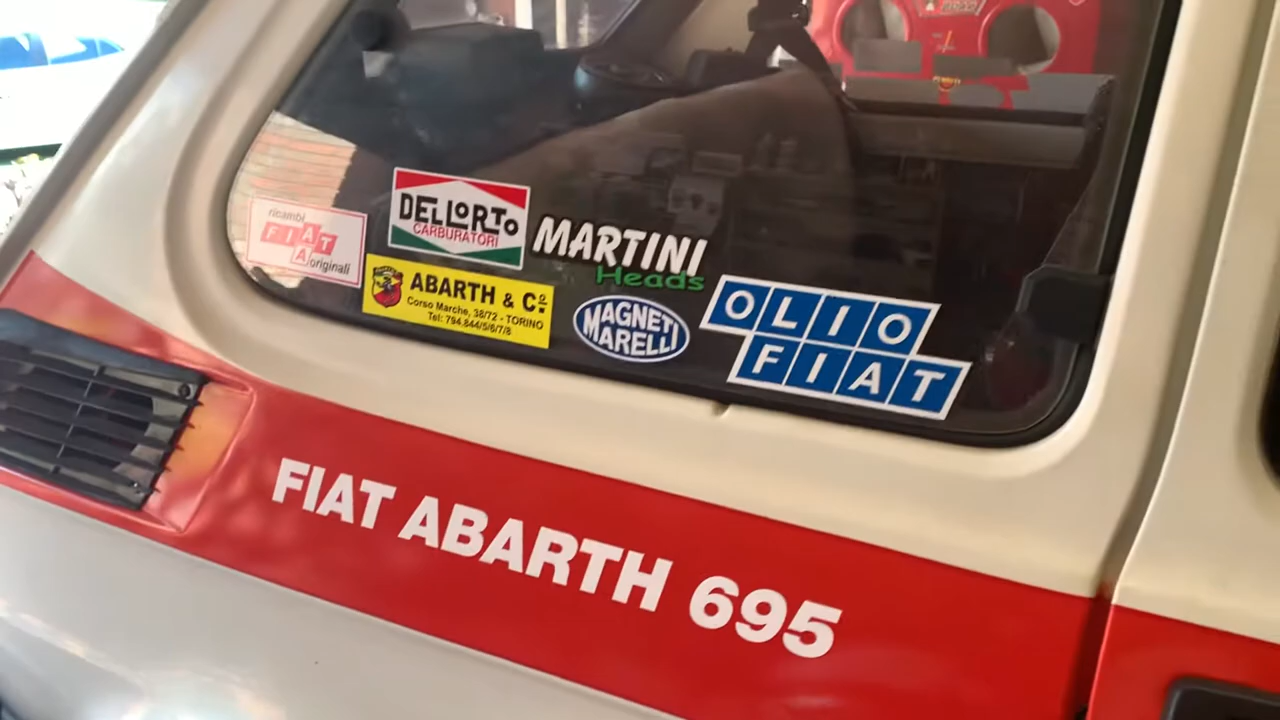 ricambi
FIAT
A originali
DELLORTO
CARBURATORI
MARTINI
Heads
ABARTH & Cº
Corso Marche, 38/72 - TORINO
Tel: 794.844/5/6/7/8
MAGNETI
MARELLI
OLIO
FIAT
FIAT ABARTH 695